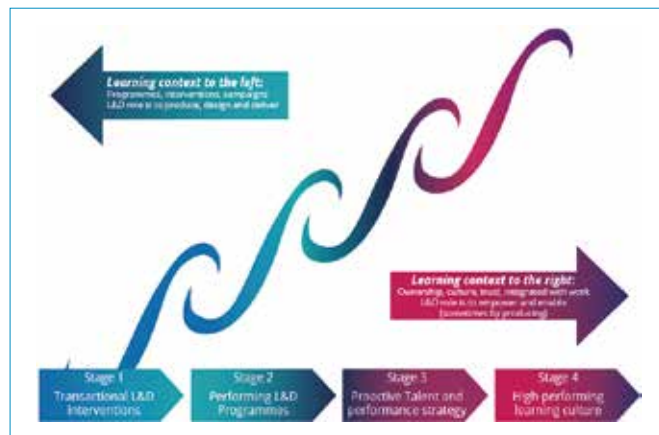 Learning context to the left:
Programmes, interventions, campaigns
L&D role is to produce, design and deliver
Learning context to the right:
Ownership, culture, trust, integrated with work
L&D role is to empower and enable
(sometimes by producing)
Stage 1
Transactional L&D
Interventions
Stage 2
Performing L&D
Programmes
Stage 3
Proactive Talent and
performance strategy
Stage 4
High performing
learning culture